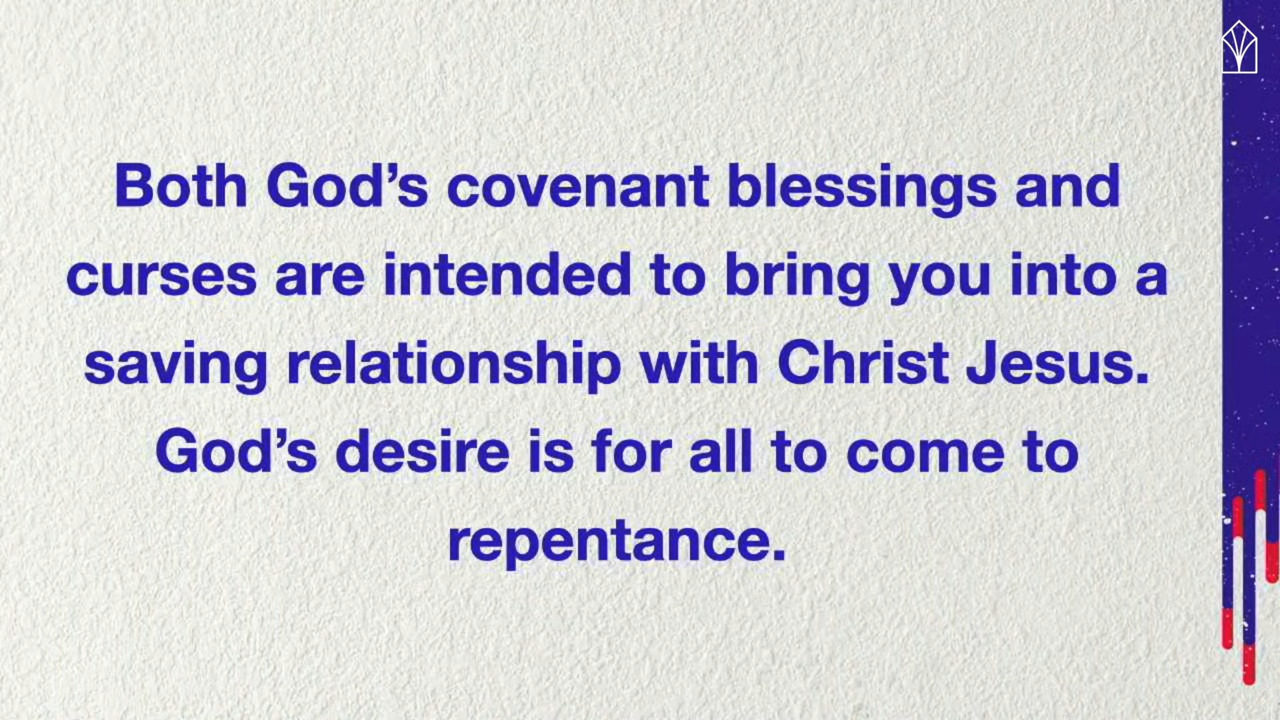 Both God’s covenant blessings and
curses are intended to bring you into a
saving relationship with Christ Jesus.
God’s desire is for all to come to
repentance.